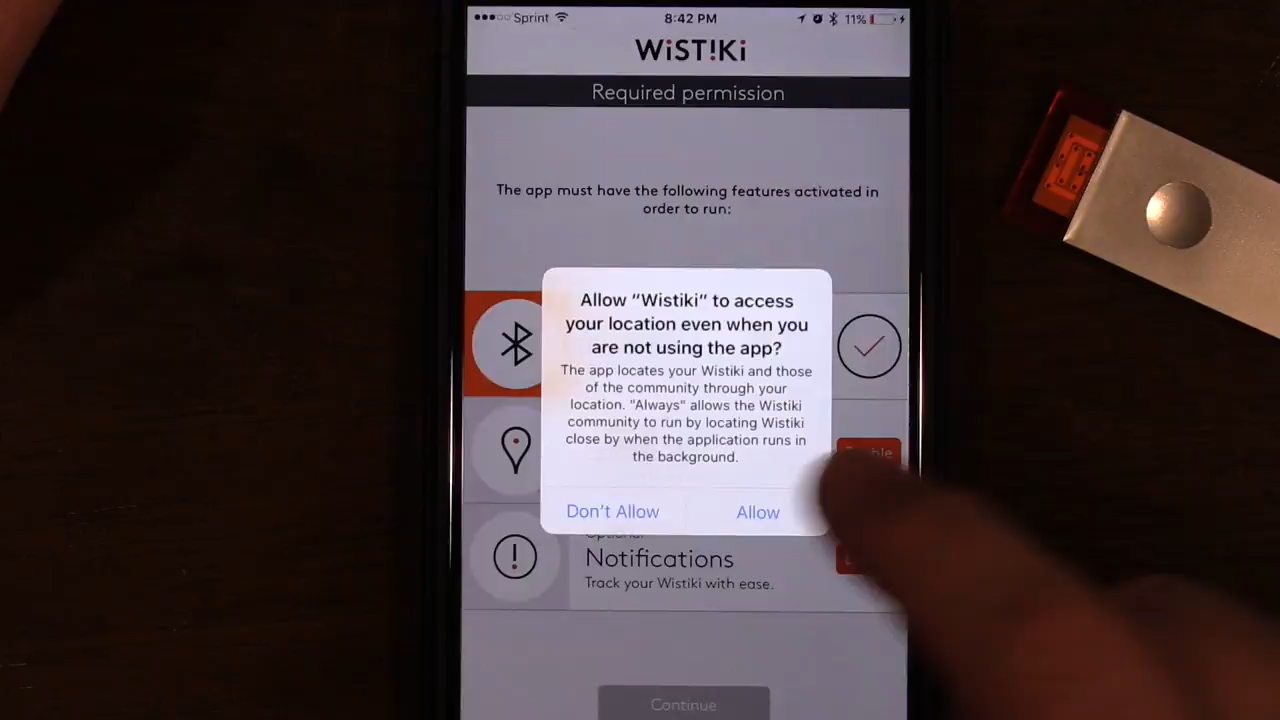 Sprint 8:42 PM 11%
WiST!Ki
Required permission
The app must have the following features activated in
order to run:
Allow “Wistiki” to access
your location even when you
are not using the app?
The app locates your Wistiki and those
of the community through your
location. "Always" allows the Wistiki
community to run by locating Wistiki
close by when the application runs in
the background.
Don’t Allow Allow
Notifications
Track your Wistiki with ease.
Continue